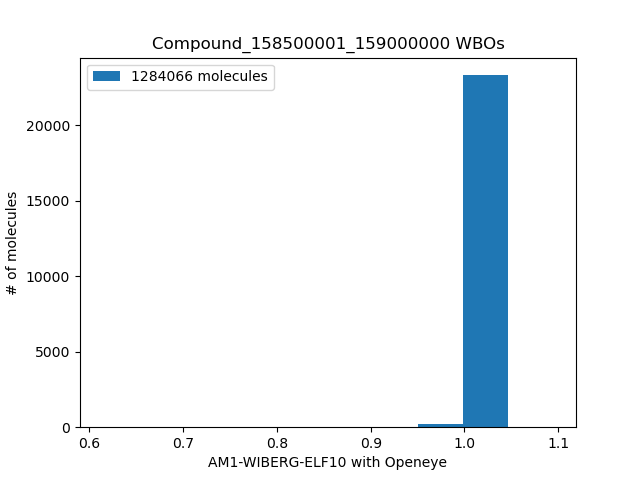 Compound_158500001_159000000 WBOs
1284066 molecules
# of molecules
20000
15000
10000
5000
0
0.6 0.7 0.8 0.9 1.0 1.1
AM1-WIBERG-ELF10 with Openeye